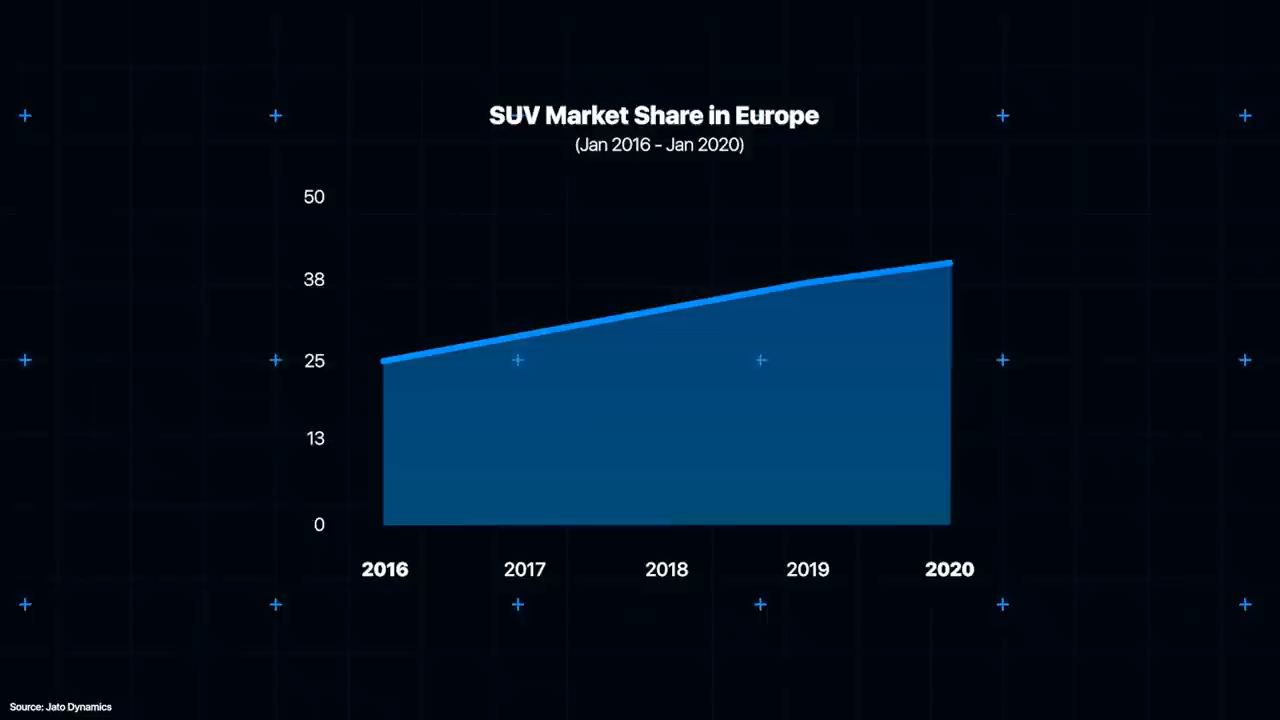 SUV Market Share in Europe
(Jan 2016 - Jan 2020)
50
38
25
13
0
2016 2017 2018 2019 2020
Source: Jato Dynamics